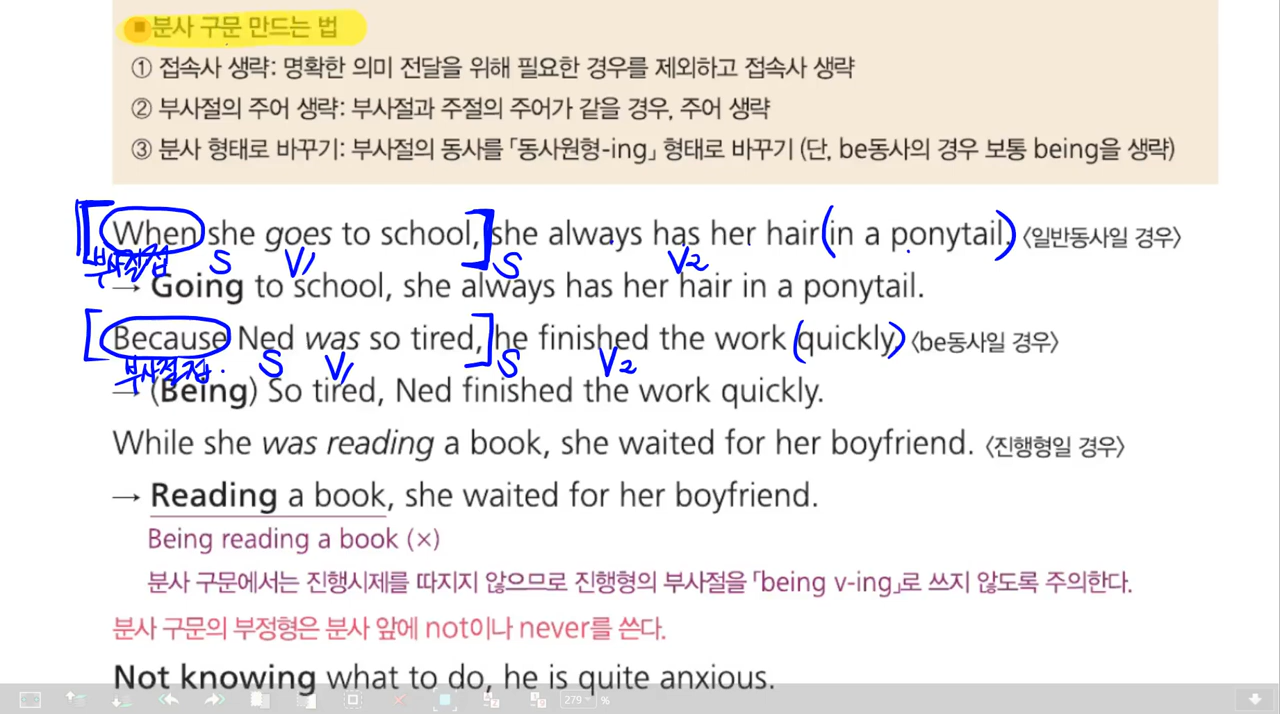 ■ 분사 구문 만드는 법
① 접속사 생략: 명확한 의미 전달을 위해 필요한 경우를 제외하고 접속사 생략
② 부사절의 주어 생략: 부사절과 주절의 주어가 같을 경우, 주어 생략
③ 분사 형태로 바꾸기: 부사절의 동사를 「동사원형-ing」 형태로 바꾸기 (단, be동사의 경우 보통 being을 생략)
[When she goes to school,] she always has her hair (in a ponytail.) <일반동사일 경우>
부사절접 S V1 S V2
→ Going to school, she always has her hair in a ponytail.
[Because Ned was so tired,] he finished the work (quickly.) <be동사일 경우>
부사절접. S V1 S V2
→ (Being) So tired, Ned finished the work quickly.
While she was reading a book, she waited for her boyfriend. <진행형일 경우>
→ Reading a book, she waited for her boyfriend.
Being reading a book (×)
분사 구문에서는 진행시제를 따지지 않으므로 진행형의 부사절을 「being v-ing」로 쓰지 않도록 주의한다.
분사 구문의 부정형은 분사 앞에 not이나 never를 쓴다.
Not knowing what to do, he is quite anxious.
279 %